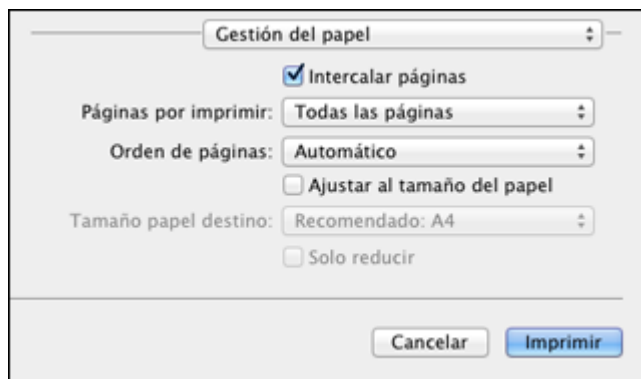 Gestión del papel
Intercalar páginas
Páginas por imprimir: Todas las páginas
Orden de páginas: Automático
Ajustar al tamaño del papel
Tamaño papel destino: Recomendado: A4
Solo reducir
Cancelar Imprimir